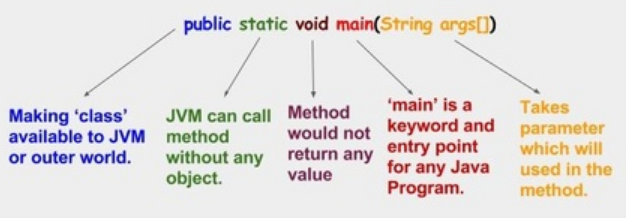 public static void main(String args[])
Making ‘class’
available to JVM
or outer world.
JVM can call
method
without any
object.
Method
would not
return any
value
‘main’ is a
keyword and
entry point
for any Java
Program.
Takes
parameter
which will
used in the
method.